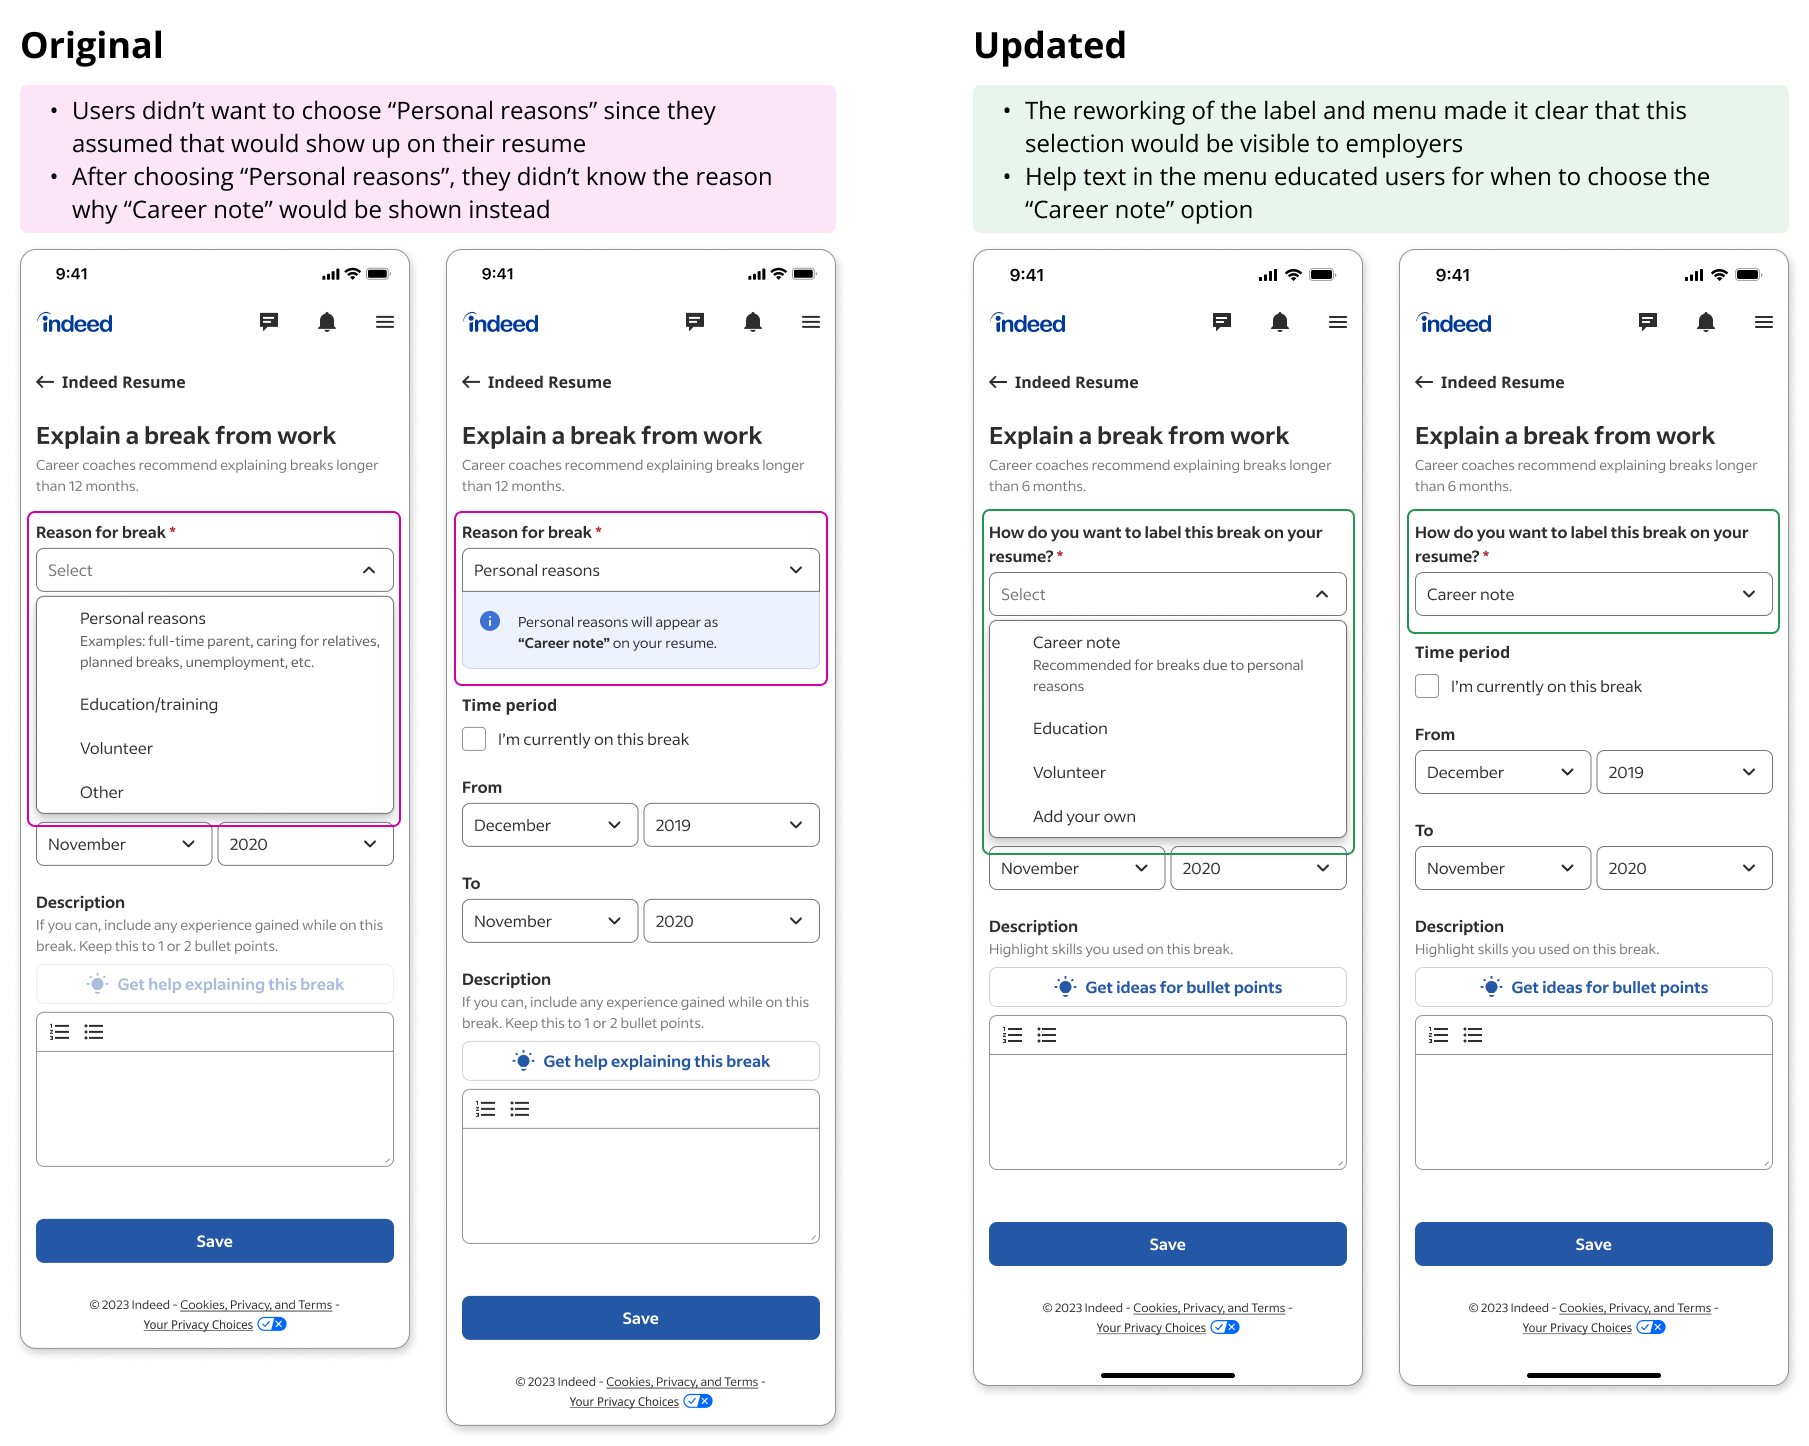 Original
• Users didn’t want to choose “Personal reasons” since they
assumed that would show up on their resume
• After choosing “Personal reasons”, they didn’t know the reason
why “Career note” would be shown instead
9:41
indeed
Indeed Resume
Explain a break from work
Career coaches recommend explaining breaks longer
than 12 months.
Reason for break *
Select
Personal reasons
Examples: full-time parent, caring for relatives,
planned breaks, unemployment, etc.
Education/training
Volunteer
Other
November 2020
Description
If you can, include any experience gained while on this
break. Keep this to 1 or 2 bullet points.
Get help explaining this break
Save
© 2023 Indeed - Cookies, Privacy, and Terms -
Your Privacy Choices
9:41
indeed
Indeed Resume
Explain a break from work
Career coaches recommend explaining breaks longer
than 12 months.
Reason for break *
Personal reasons
Personal reasons will appear as
“Career note” on your resume.
Time period
I’m currently on this break
From
December 2019
To
November 2020
Description
If you can, include any experience gained while on this
break. Keep this to 1 or 2 bullet points.
Get help explaining this break
Save
© 2023 Indeed - Cookies, Privacy, and Terms -
Your Privacy Choices
Updated
• The reworking of the label and menu made it clear that this
selection would be visible to employers
• Help text in the menu educated users for when to choose the
“Career note” option
9:41
indeed
Indeed Resume
Explain a break from work
Career coaches recommend explaining breaks longer
than 6 months.
How do you want to label this break on your
resume? *
Select
Career note
Recommended for breaks due to personal
reasons
Education
Volunteer
Add your own
November 2020
Description
Highlight skills you used on this break.
Get ideas for bullet points
Save
© 2023 Indeed - Cookies, Privacy, and Terms -
Your Privacy Choices
9:41
indeed
Indeed Resume
Explain a break from work
Career coaches recommend explaining breaks longer
than 6 months.
How do you want to label this break on your
resume? *
Career note
Time period
I’m currently on this break
From
December 2019
To
November 2020
Description
Highlight skills you used on this break.
Get ideas for bullet points
Save
© 2023 Indeed - Cookies, Privacy, and Terms -
Your Privacy Choices